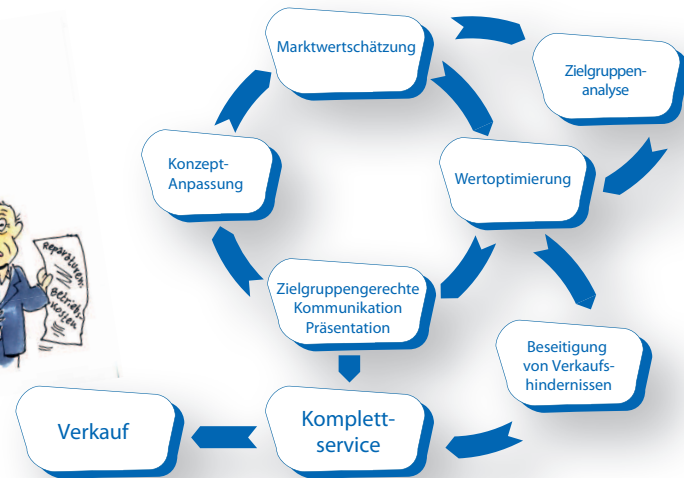 Marktwertschätzung
Zielgruppen-
analyse
Konzept-
Anpassung
Wertoptimierung
Reparaturen
Betriebs-
kosten
Zielgruppengerechte
Kommunikation
Präsentation
Beseitigung
von Verkaufs-
hindernissen
Verkauf
Komplett-
service